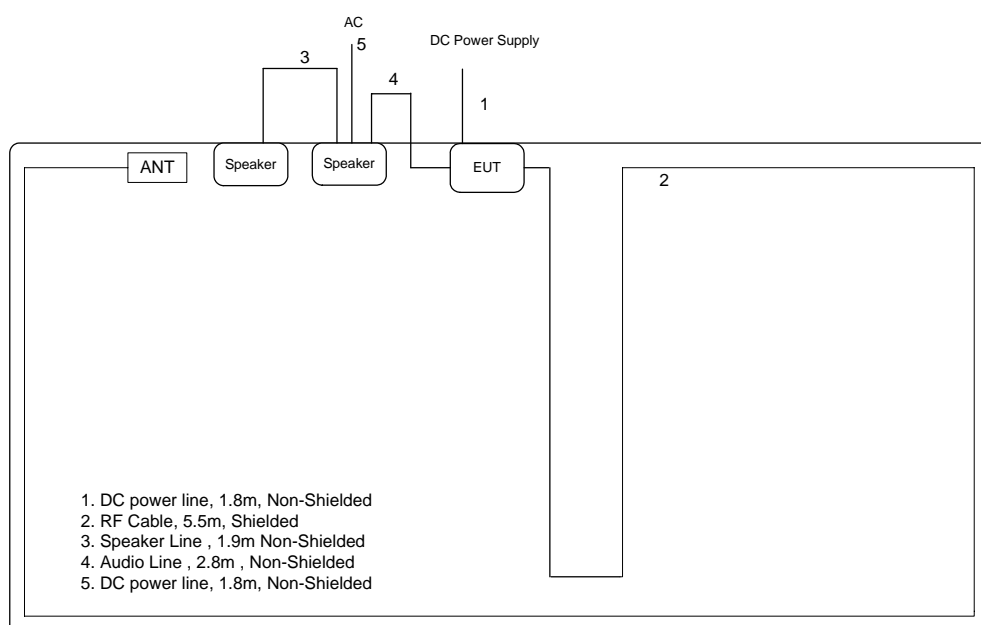 AC
5
DC Power Supply
3
4
1
ANT
Speaker
Speaker
EUT
2
1. DC power line, 1.8m, Non-Shielded
2. RF Cable, 5.5m, Shielded
3. Speaker Line , 1.9m Non-Shielded
4. Audio Line , 2.8m , Non-Shielded
5. DC power line, 1.8m, Non-Shielded